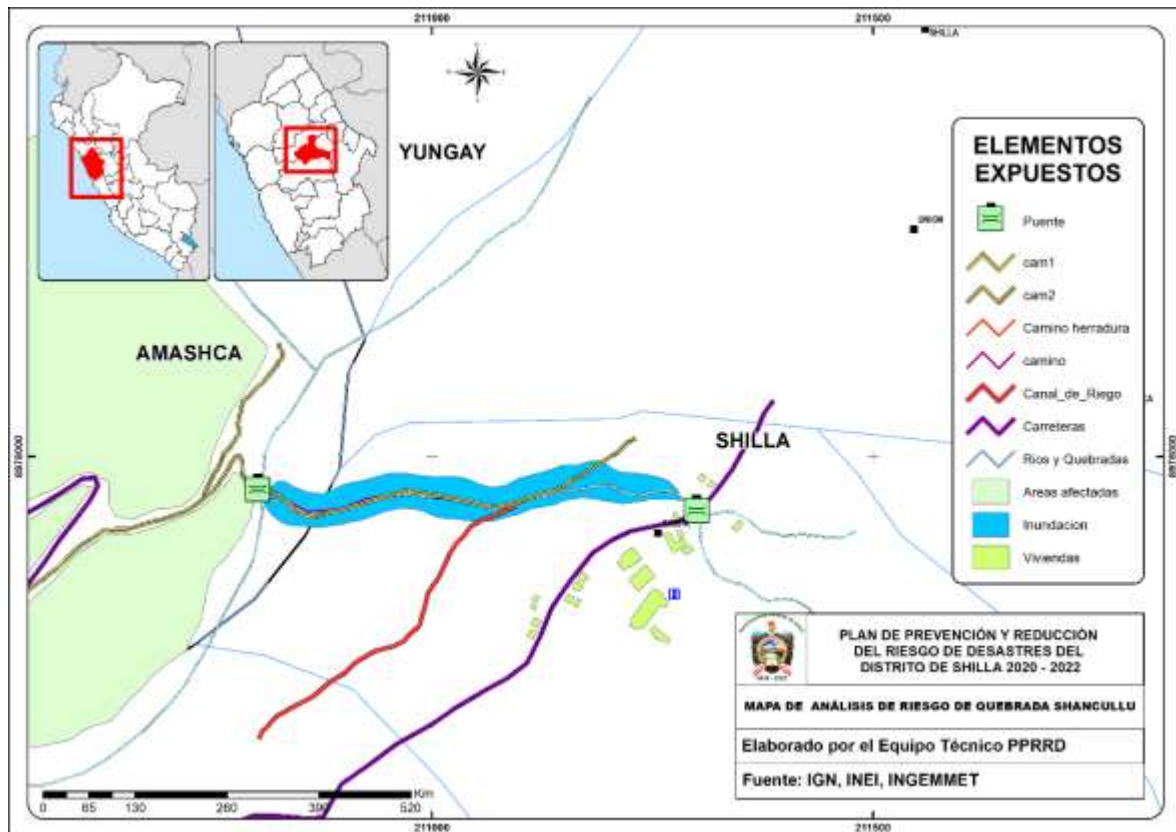 211000
211500
SHILLA
YUNGAY
UNION
AMASHCA
SHILLA
8978000
8978000
ELEMENTOS
EXPUESTOS
Puente
cam1
cam2
Camino herradura
camino
Canal_de_Riego
Carreteras
Rios y Quebradas
Areas afectadas
Inundacion
Viviendas
PLAN DE PREVENCIÓN Y REDUCCIÓN
DEL RIESGO DE DESASTRES DEL
DISTRITO DE SHILLA 2020 - 2022
MAPA DE ANÁLISIS DE RIESGO DE QUEBRADA SHANCULLU
Elaborado por el Equipo Técnico PPRRD
Fuente: IGN, INEI, INGEMMET
Km
0 65 130 260 390 520
211000
211500